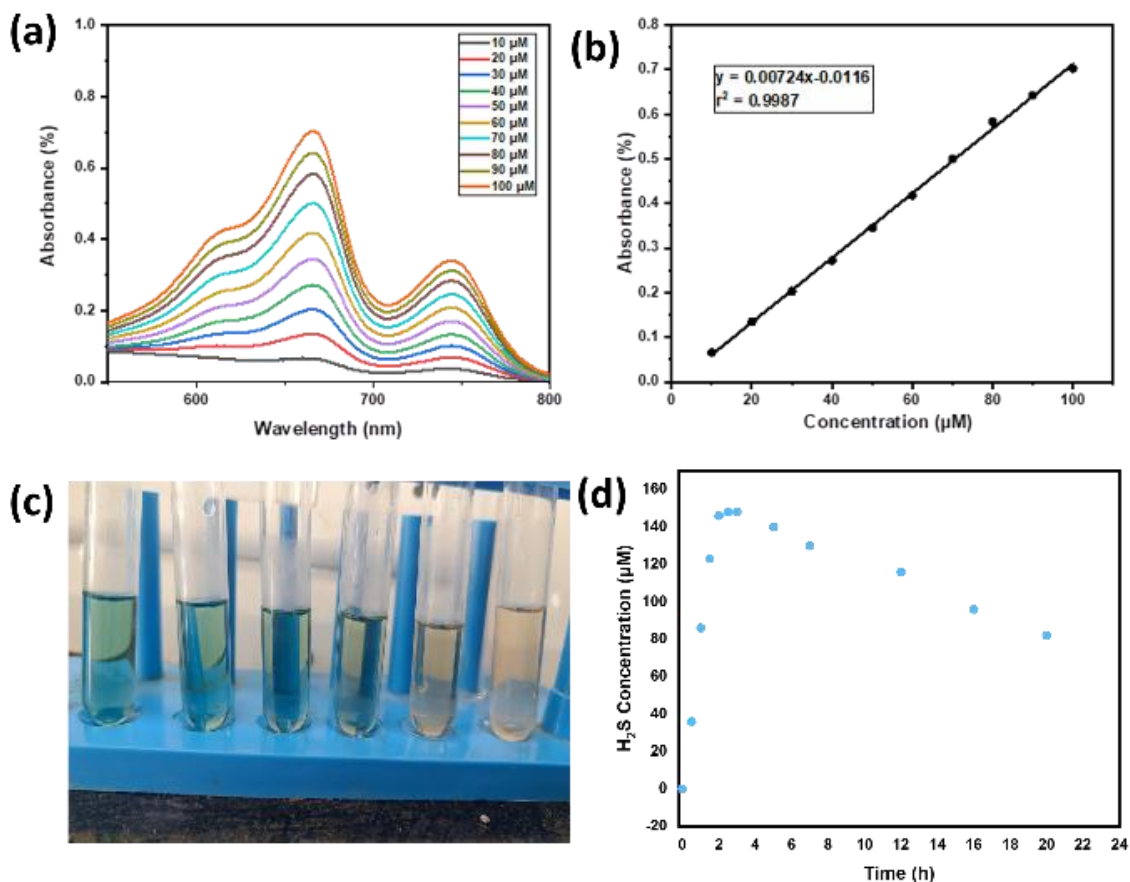 (a)
1.0
0.8
0.6
0.4
0.2
0.0
Absorbance (%)
10 µM
20 µM
30 µM
40 µM
50 µM
60 µM
70 µM
80 µM
90 µM
100 µM
600
700
800
Wavelength (nm)
(b)
0.8
0.7
0.6
0.5
0.4
0.3
0.2
0.1
0.0
Absorbance (%)
y = 0.00724x-0.0116
r² = 0.9987
0
20
40
60
80
100
Concentration (µM)
(c)
(d)
160
140
120
100
80
60
40
20
0
-20
H₂S Concentration (µM)
0
2
4
6
8
10
12
14
16
18
20
22
24
Time (h)